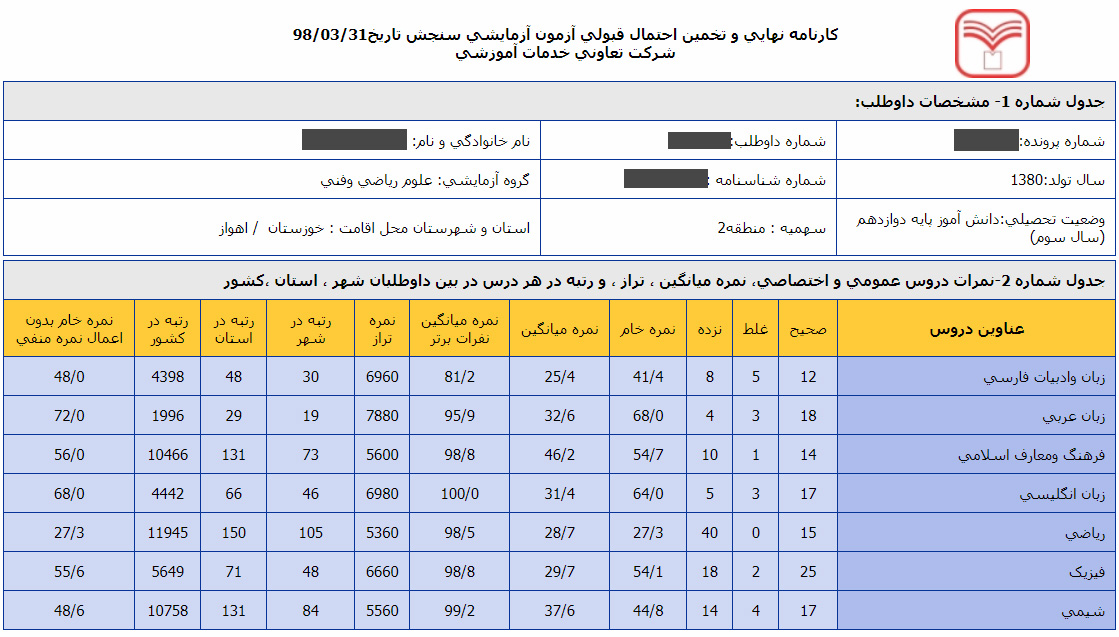 کارنامه نهايي و تخمين احتمال قبولي آزمون آزمايشي سنجش تاريخ98/03/31
شرکت تعاوني خدمات آموزشي
جدول شماره 1- مشخصات داوطلب:
شماره پرونده: شماره داوطلب: نام خانوادگي و نام:
سال تولد:1380 شماره شناسنامه : گروه آزمايشي: علوم رياضي وفني
وضعيت تحصيلي:دانش آموز پايه دوازدهم (سال سوم) سهميه : منطقه2 استان و شهرستان محل اقامت : خوزستان / اهواز
جدول شماره 2-نمرات دروس عمومي و اختصاصي، نمره ميانگين ، تراز ، و رتبه در هر درس در بين داوطلبان شهر ، استان ،کشور
عناوين دروس صحيح غلط نزده نمره خام نمره ميانگين نمره ميانگين نفرات برتر نمره تراز رتبه در شهر رتبه در استان رتبه در کشور نمره خام بدون اعمال نمره منفي
زبان وادبيات فارسي 12 5 8 41/4 25/4 81/2 6960 30 48 4398 48/0
زبان عربي 18 3 4 68/0 32/6 95/9 7880 19 29 1996 72/0
فرهنگ ومعارف اسلامي 14 1 10 54/7 46/2 98/8 5600 73 131 10466 56/0
زبان انگليسي 17 3 5 64/0 31/4 100/0 6980 46 66 4442 68/0
رياضي 15 0 40 27/3 28/7 98/5 5360 105 150 11945 27/3
فيزيک 25 2 18 54/1 29/7 98/8 6660 48 71 5649 55/6
شيمي 17 4 14 44/8 37/6 99/2 5560 84 131 10758 48/6